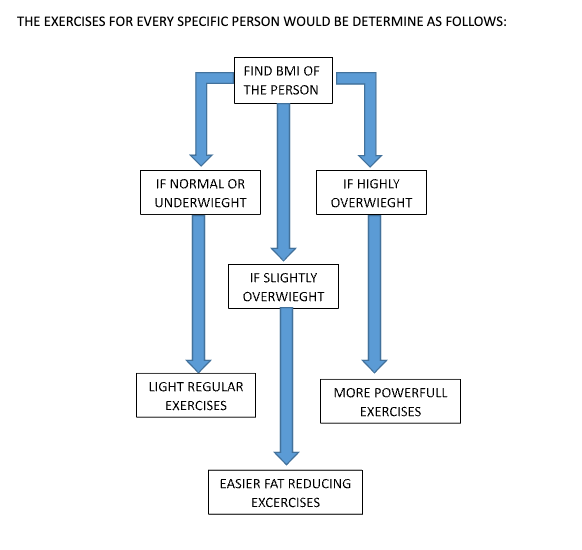 THE EXERCISES FOR EVERY SPECIFIC PERSON WOULD BE DETERMINE AS FOLLOWS:
FIND BMI OF
THE PERSON
IF NORMAL OR
UNDERWIEGHT
IF HIGHLY
OVERWIEGHT
IF SLIGHTLY
OVERWIEGHT
LIGHT REGULAR
EXERCISES
MORE POWERFULL
EXERCISES
EASIER FAT REDUCING
EXCERCISES